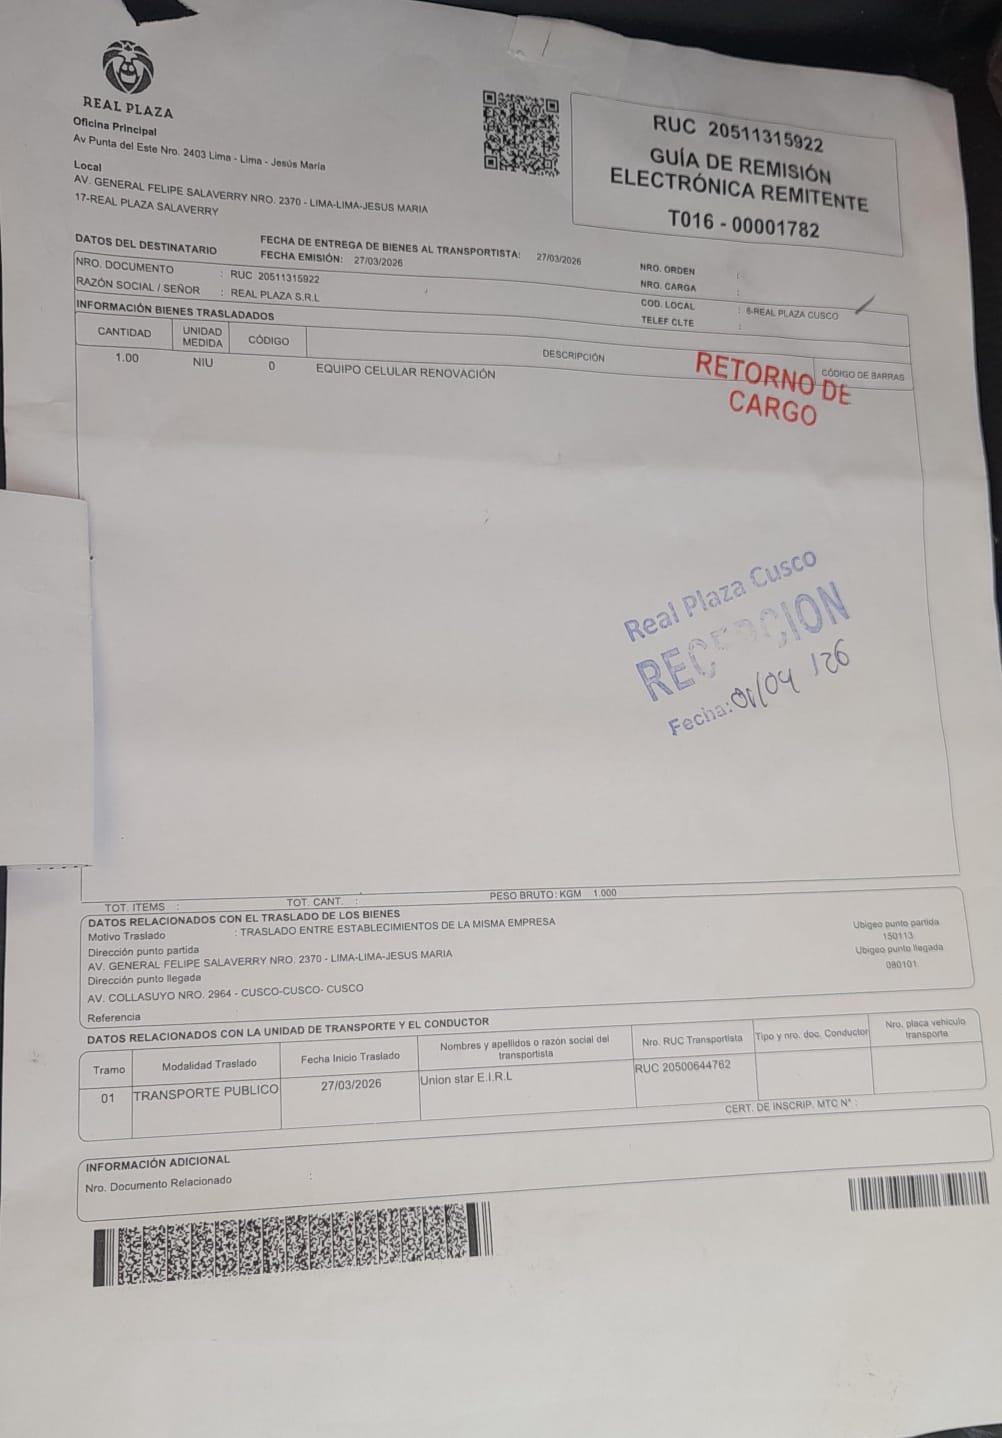 REAL PLAZA
Oficina Principal
Av Punta del Este Nro. 2403 Lima - Lima - Jesús María
Local
AV. GENERAL FELIPE SALAVERRY NRO. 2370 - LIMA-LIMA-JESUS MARIA
17-REAL PLAZA SALAVERRY
RUC 20511315922
GUÍA DE REMISIÓN
ELECTRÓNICA REMITENTE
T016 - 00001782
DATOS DEL DESTINATARIO
FECHA DE ENTREGA DE BIENES AL TRANSPORTISTA: 27/03/2026
FECHA EMISIÓN: 27/03/2026
NRO. DOCUMENTO : RUC 20511315922
RAZÓN SOCIAL / SEÑOR : REAL PLAZA S.R.L
NRO. ORDEN :
NRO. CARGA :
COD. LOCAL : 6-REAL PLAZA CUSCO
TELEF CLTE :
INFORMACIÓN BIENES TRASLADADOS
CANTIDAD UNIDAD MEDIDA CÓDIGO DESCRIPCIÓN CÓDIGO DE BARRAS
1.00 NIU 0 EQUIPO CELULAR RENOVACIÓN
RETORNO DE
CARGO
Real Plaza Cusco
RECEPCION
Fecha: 01/04/26
TOT. ITEMS : TOT. CANT. : PESO BRUTO: KGM 1.000
DATOS RELACIONADOS CON EL TRASLADO DE LOS BIENES
Motivo Traslado : TRASLADO ENTRE ESTABLECIMIENTOS DE LA MISMA EMPRESA
Dirección punto partida
AV. GENERAL FELIPE SALAVERRY NRO. 2370 - LIMA-LIMA-JESUS MARIA
Dirección punto llegada
AV. COLLASUYO NRO. 2964 - CUSCO-CUSCO- CUSCO
Referencia
Ubigeo punto partida
150113
Ubigeo punto llegada
080101
DATOS RELACIONADOS CON LA UNIDAD DE TRANSPORTE Y EL CONDUCTOR
Tramo Modalidad Traslado Fecha Inicio Traslado Nombres y apellidos o razón social del transportista Nro. RUC Transportista Tipo y nro. doc. Conductor Nro. placa vehiculo transporte
01 TRANSPORTE PUBLICO 27/03/2026 Union star E.I.R.L RUC 20500644762
CERT. DE INSCRIP. MTC N° :
INFORMACIÓN ADICIONAL
Nro. Documento Relacionado :